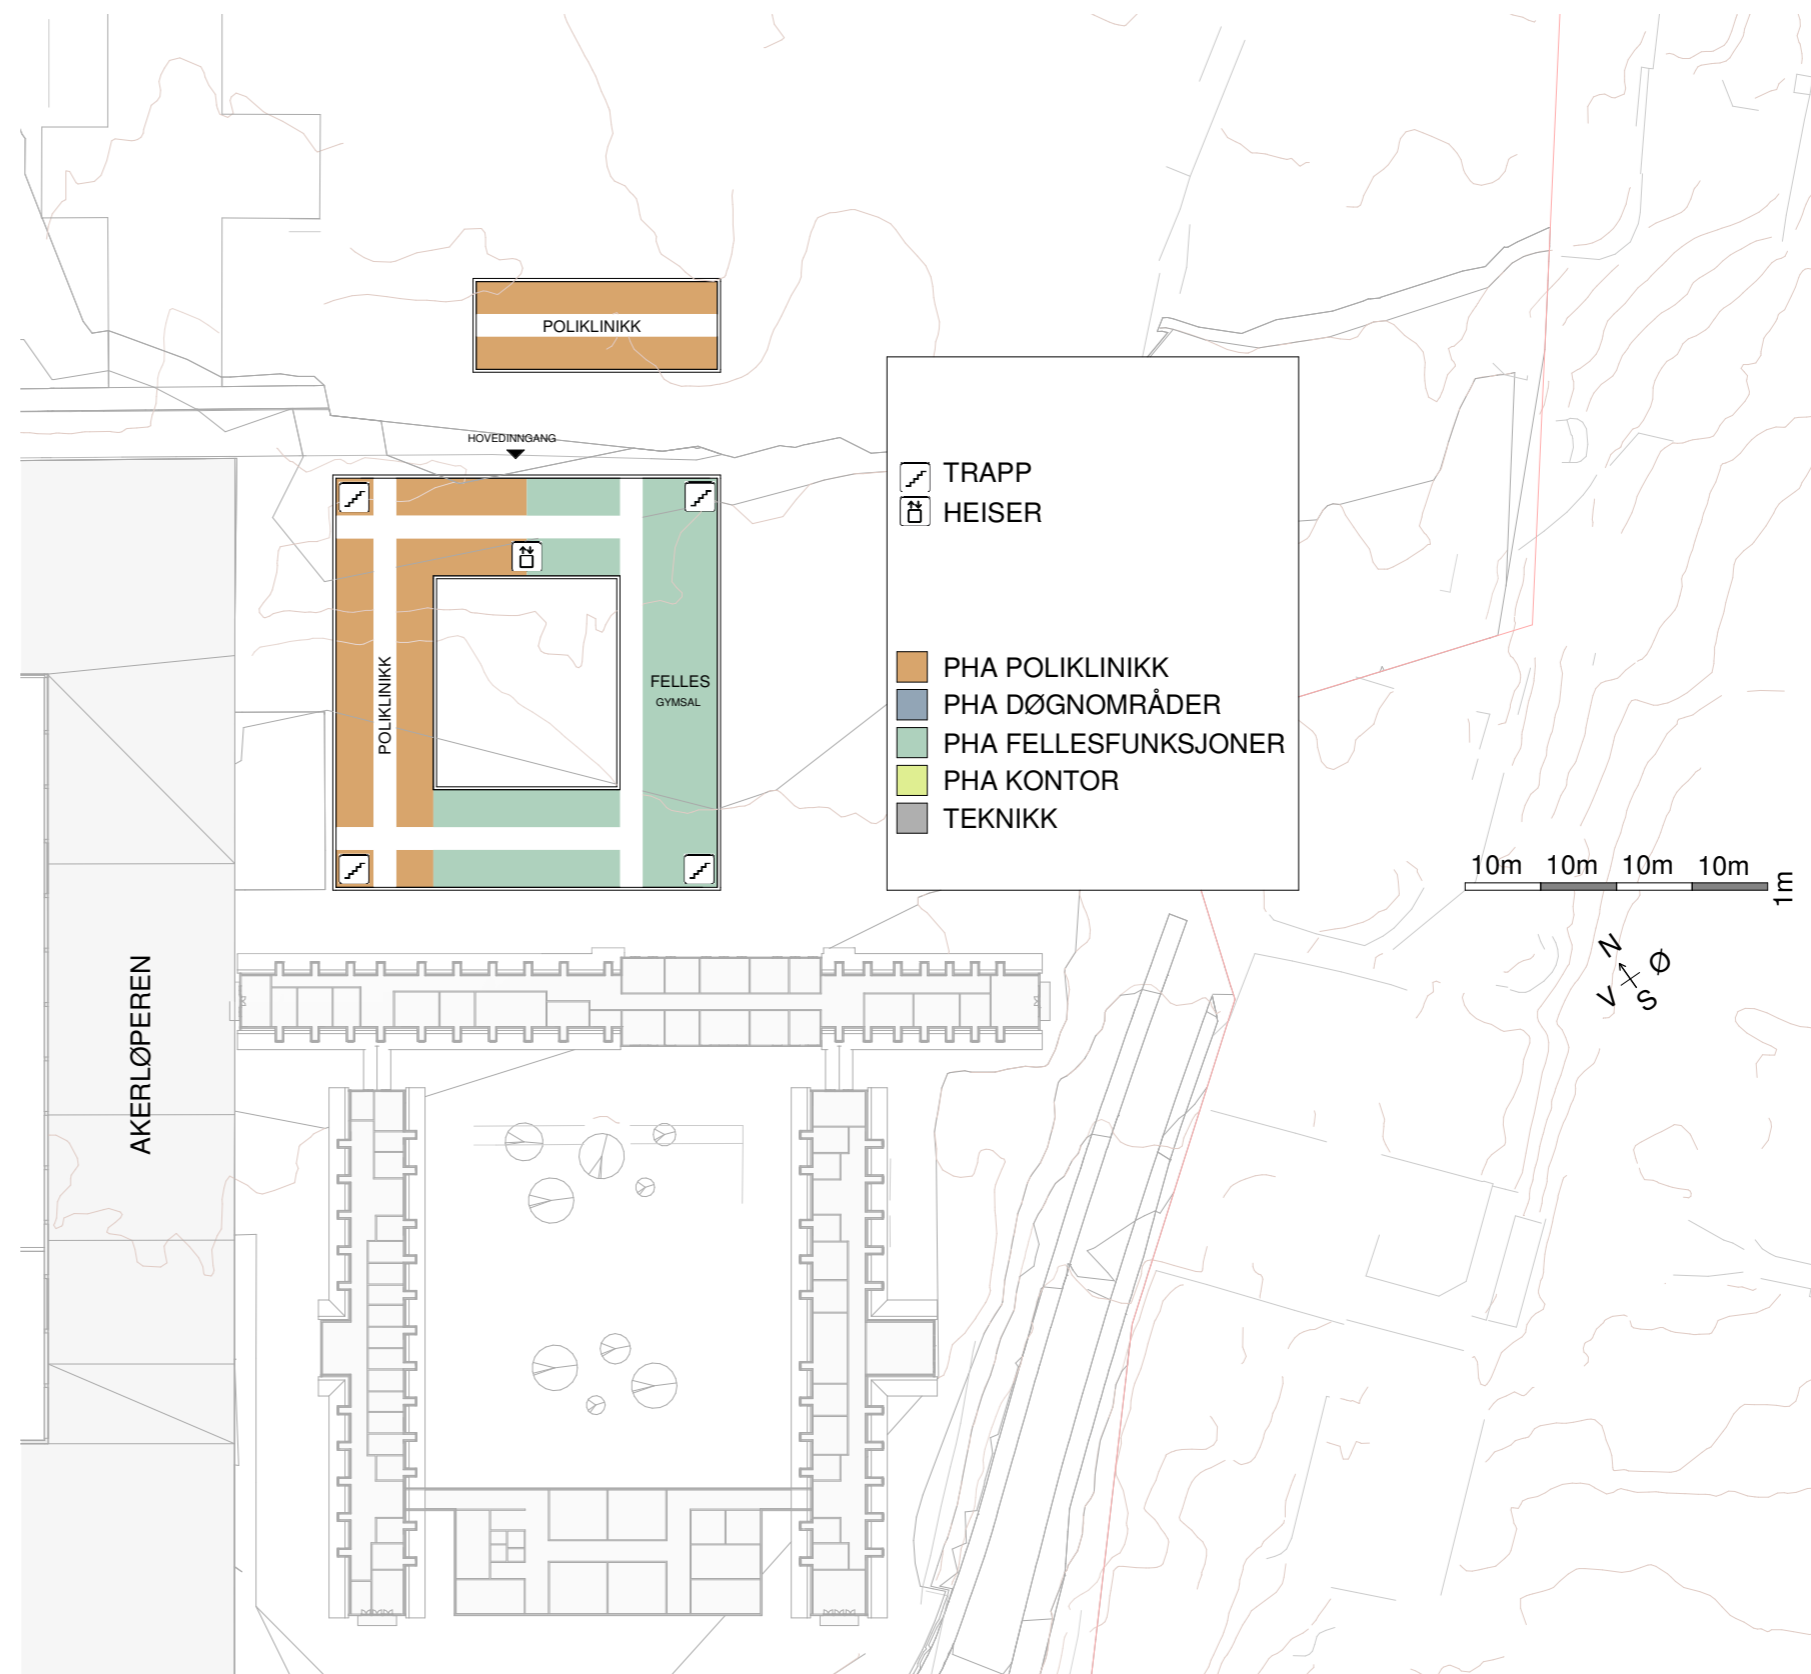 POLIKLINIKK
HOVEDINNGANG
POLIKLINIKK
FELLES
GYMSAL
TRAPP
HEISER
PHA POLIKLINIKK
PHA DØGNOMRÅDER
PHA FELLESFUNKSJONER
PHA KONTOR
TEKNIKK
10m 10m 10m 10m
1m
N Ø
V S
AKERLØPEREN